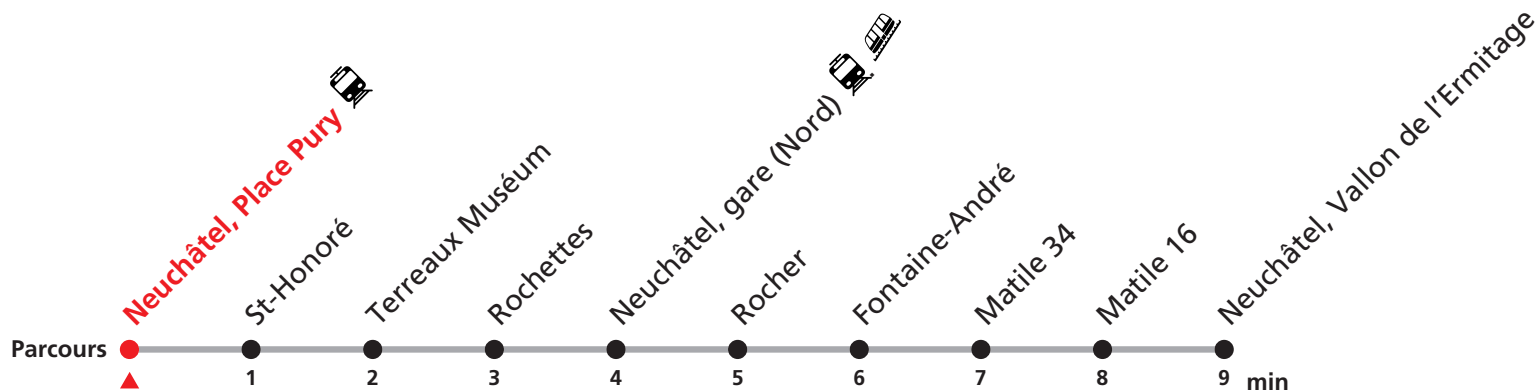 Neuchâtel, Place Pury
St-Honoré
Terreaux Muséum
Rochettes
Neuchâtel, gare (Nord)
Rocher
Fontaine-André
Matile 34
Matile 16
Neuchâtel, Vallon de l'Ermitage
Parcours
1 2 3 4 5 6 7 8 9 min